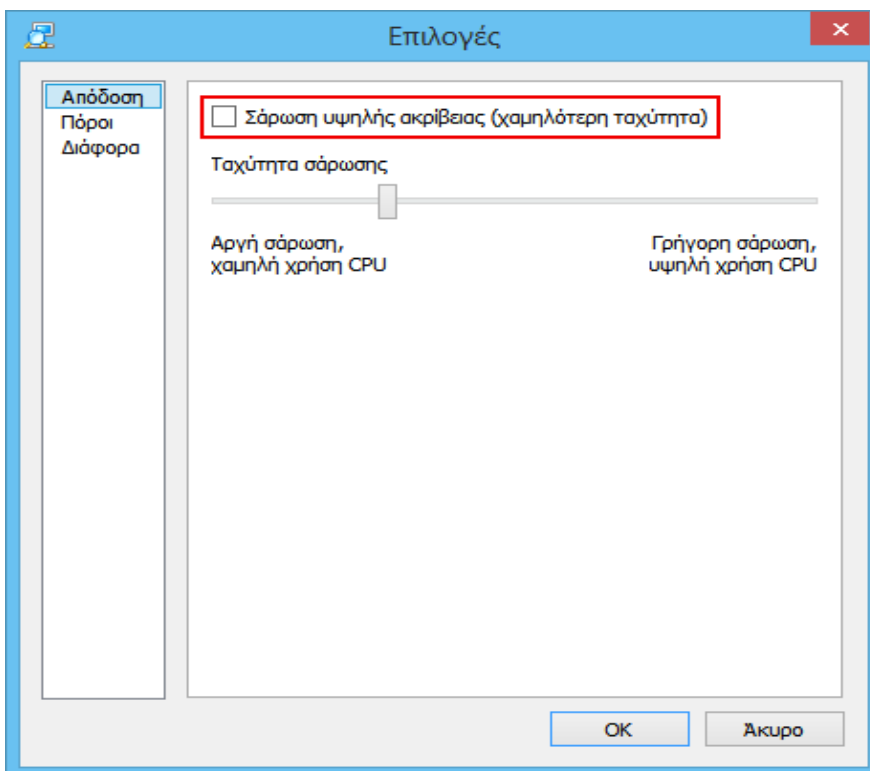 Επιλογές
Απόδοση
Πόροι
Διάφορα
Σάρωση υψηλής ακρίβειας (χαμηλότερη ταχύτητα)
Ταχύτητα σάρωσης
Αργή σάρωση,
χαμηλή χρήση CPU
Γρήγορη σάρωση,
υψηλή χρήση CPU
OK
Άκυρο